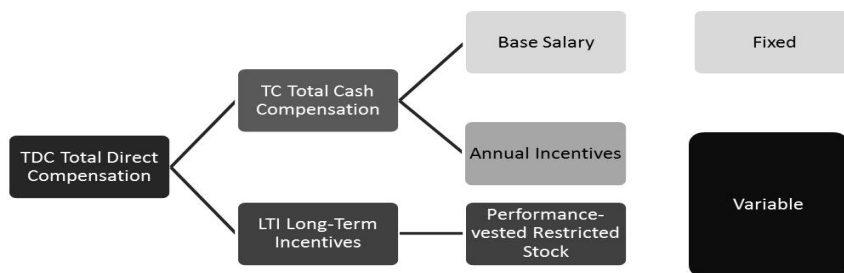 Base Salary
Fixed
TC Total Cash
Compensation
TDC Total Direct
Compensation
Annual Incentives
Variable
LTI Long-Term
Incentives
Performance-
vested Restricted
Stock